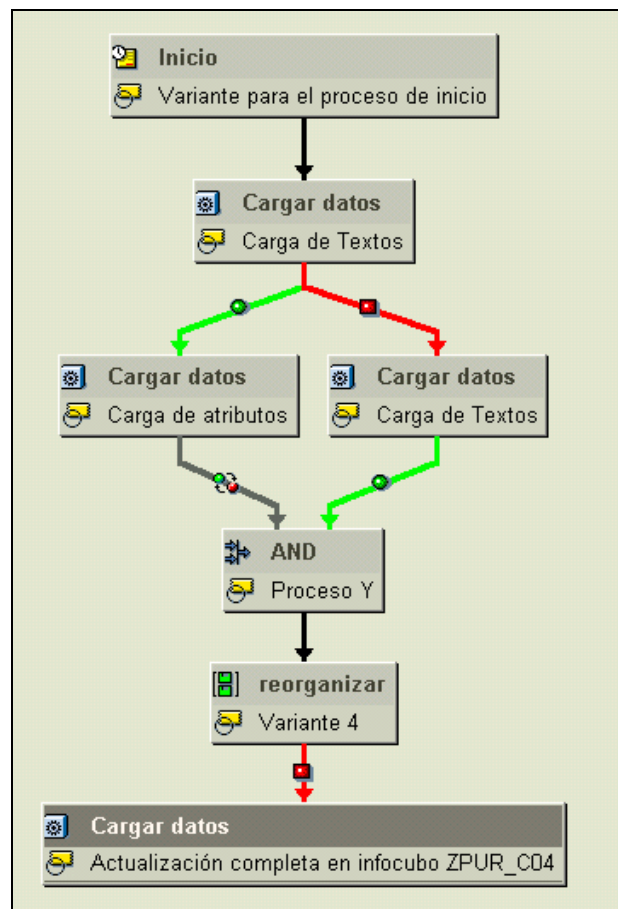 Inicio
Variante para el proceso de inicio
Cargar datos
Carga de Textos
Cargar datos
Carga de atributos
Cargar datos
Carga de Textos
AND
Proceso Y
reorganizar
Variante 4
Cargar datos
Actualización completa en infocubo ZPUR_C04